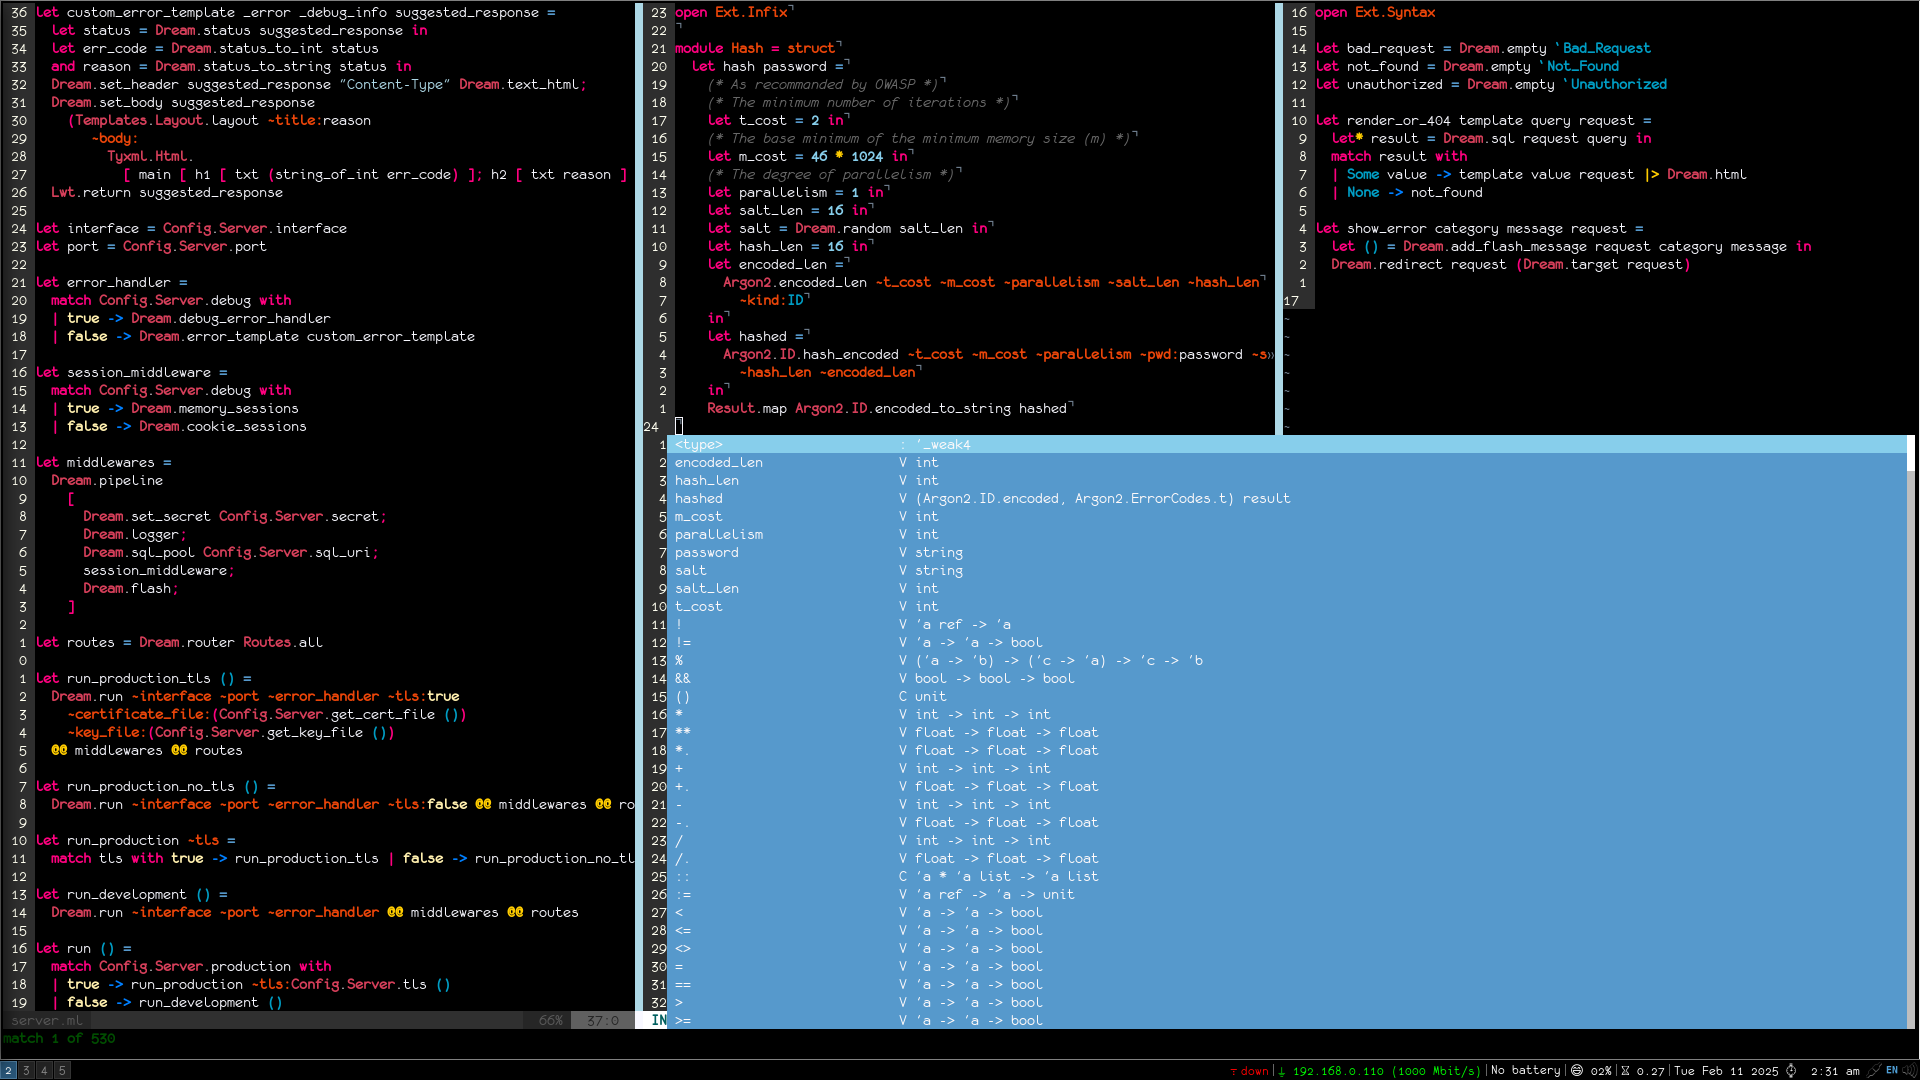 36 let custom_error_template _error _debug_info suggested_response =
35   let status = Dream.status suggested_response in
34   let err_code = Dream.status_to_int status
33   and reason = Dream.status_to_string status in
32   Dream.set_header suggested_response "Content-Type" Dream.text_html;
31   Dream.set_body suggested_response
30     (Templates.Layout.layout ~title:reason
29        ~body:
28          Tyxml.Html.
27            [ main [ h1 [ txt (string_of_int err_code) ]; h2 [ txt reason ]
26   Lwt.return suggested_response
25
24 let interface = Config.Server.interface
23 let port = Config.Server.port
22
21 let error_handler =
20   match Config.Server.debug with
19   | true -> Dream.debug_error_handler
18   | false -> Dream.error_template custom_error_template
17
16 let session_middleware =
15   match Config.Server.debug with
14   | true -> Dream.memory_sessions
13   | false -> Dream.cookie_sessions
12
11 let middlewares =
10   Dream.pipeline
9     [
8       Dream.set_secret Config.Server.secret;
7       Dream.logger;
6       Dream.sql_pool Config.Server.sql_uri;
5       session_middleware;
4       Dream.flash;
3     ]
2
1 let routes = Dream.router Routes.all
0
1 let run_production_tls () =
2   Dream.run ~interface ~port ~error_handler ~tls:true
3     ~certificate_file:(Config.Server.get_cert_file ())
4     ~key_file:(Config.Server.get_key_file ())
5   @@ middlewares @@ routes
6
7 let run_production_no_tls () =
8   Dream.run ~interface ~port ~error_handler ~tls:false @@ middlewares @@ ro
9
10 let run_production ~tls =
11   match tls with true -> run_production_tls | false -> run_production_no_tl
12
13 let run_development () =
14   Dream.run ~interface ~port ~error_handler @@ middlewares @@ routes
15
16 let run () =
17   match Config.Server.production with
18   | true -> run_production ~tls:Config.Server.tls ()
19   | false -> run_development ()
server.ml 66% 37:0
match 1 of 530
23 open Ext.Infix¬
22 ¬
21 module Hash = struct¬
20   let hash password =¬
19     (* As recommanded by OWASP *)¬
18     (* The minimum number of iterations *)¬
17     let t_cost = 2 in¬
16     (* The base minimum of the minimum memory size (m) *)¬
15     let m_cost = 46 * 1024 in¬
14     (* The degree of parallelism *)¬
13     let parallelism = 1 in¬
12     let salt_len = 16 in¬
11     let salt = Dream.random salt_len in¬
10     let hash_len = 16 in¬
9     let encoded_len =¬
8       Argon2.encoded_len ~t_cost ~m_cost ~parallelism ~salt_len ~hash_len¬
7         ~kind:ID¬
6     in¬
5     let hashed =¬
4       Argon2.ID.hash_encoded ~t_cost ~m_cost ~parallelism ~pwd:password ~s»
3         ~hash_len ~encoded_len¬
2     in¬
1     Result.map Argon2.ID.encoded_to_string hashed¬
24 ¬
1 <type> : '_weak4
2 encoded_len V int
3 hash_len V int
4 hashed V (Argon2.ID.encoded, Argon2.ErrorCodes.t) result
5 m_cost V int
6 parallelism V int
7 password V string
8 salt V string
9 salt_len V int
10 t_cost V int
11 ! V 'a ref -> 'a
12 != V 'a -> 'a -> bool
13 % V ('a -> 'b) -> ('c -> 'a) -> 'c -> 'b
14 && V bool -> bool -> bool
15 () C unit
16 * V int -> int -> int
17 ** V float -> float -> float
18 *. V float -> float -> float
19 + V int -> int -> int
20 +. V float -> float -> float
21 - V int -> int -> int
22 -. V float -> float -> float
23 / V int -> int -> int
24 /. V float -> float -> float
25 :: C 'a * 'a list -> 'a list
26 := V 'a ref -> 'a -> unit
27 < V 'a -> 'a -> bool
28 <= V 'a -> 'a -> bool
29 <> V 'a -> 'a -> bool
30 = V 'a -> 'a -> bool
31 == V 'a -> 'a -> bool
32 > V 'a -> 'a -> bool
IN >= V 'a -> 'a -> bool
16 open Ext.Syntax
15
14 let bad_request = Dream.empty `Bad_Request
13 let not_found = Dream.empty `Not_Found
12 let unauthorized = Dream.empty `Unauthorized
11
10 let render_or_404 template query request =
9   let* result = Dream.sql request query in
8   match result with
7   | Some value -> template value request |> Dream.html
6   | None -> not_found
5
4 let show_error category message request =
3   let () = Dream.add_flash_message request category message in
2   Dream.redirect request (Dream.target request)
1
17
~
~
~
~
~
~
~
2 3 4 5
down| 192.168.0.110 (1000 Mbit/s)|No battery| 02%| 0.27|Tue Feb 11 2025 2:31 am EN